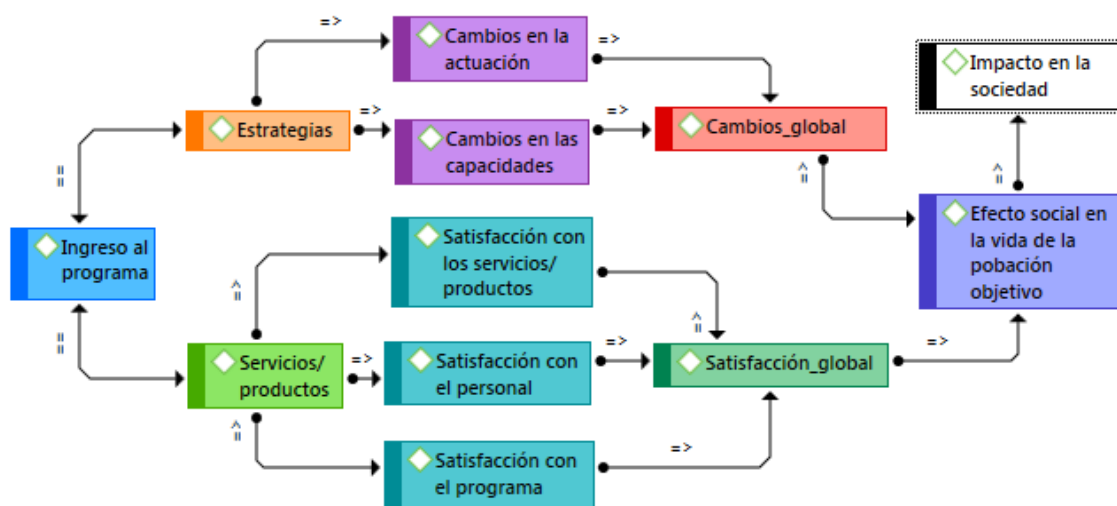 =>
Cambios en la
actuación
=>
Impacto en la
sociedad
Estrategias
=>
Cambios en las
capacidades
=>
Cambios_global
==
=>
=>
Ingreso al
programa
Satisfacción con
los servicios/
productos
Efecto social en
la vida de la
pobación
objetivo
=>
=>
==
Servicios/
productos
=>
Satisfacción con
el personal
=>
Satisfacción_global
=>
=>
Satisfacción con
el programa
=>